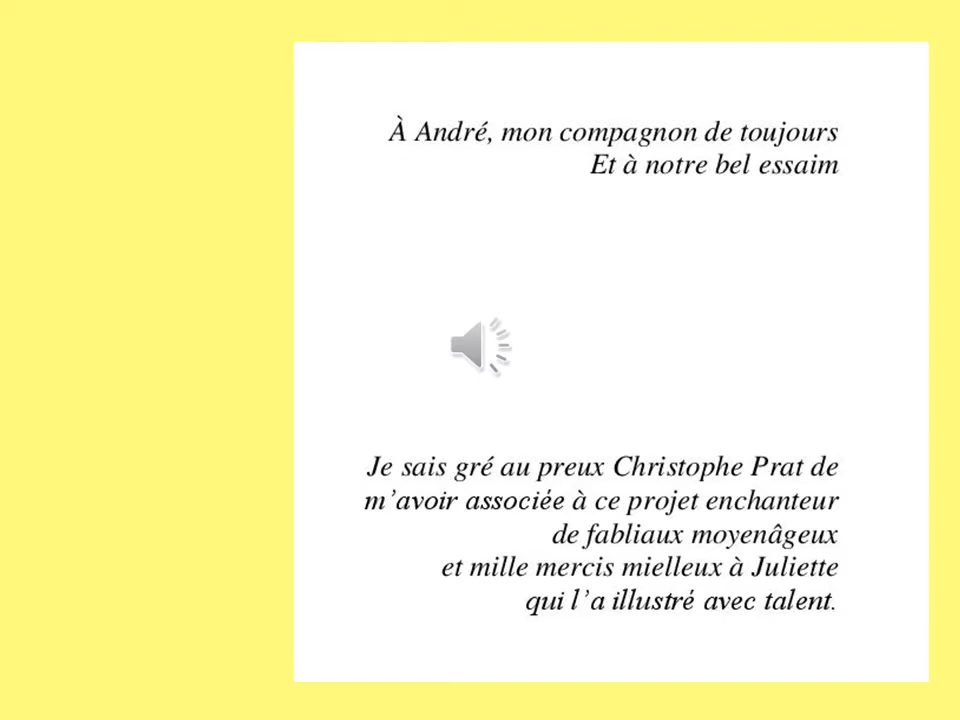 À André, mon compagnon de toujours
Et à notre bel essaim
Je sais gré au preux Christophe Prat de
m’avoir associée à ce projet enchanteur
de fabliaux moyenâgeux
et mille mercis mielleux à Juliette
qui l’a illustré avec talent.